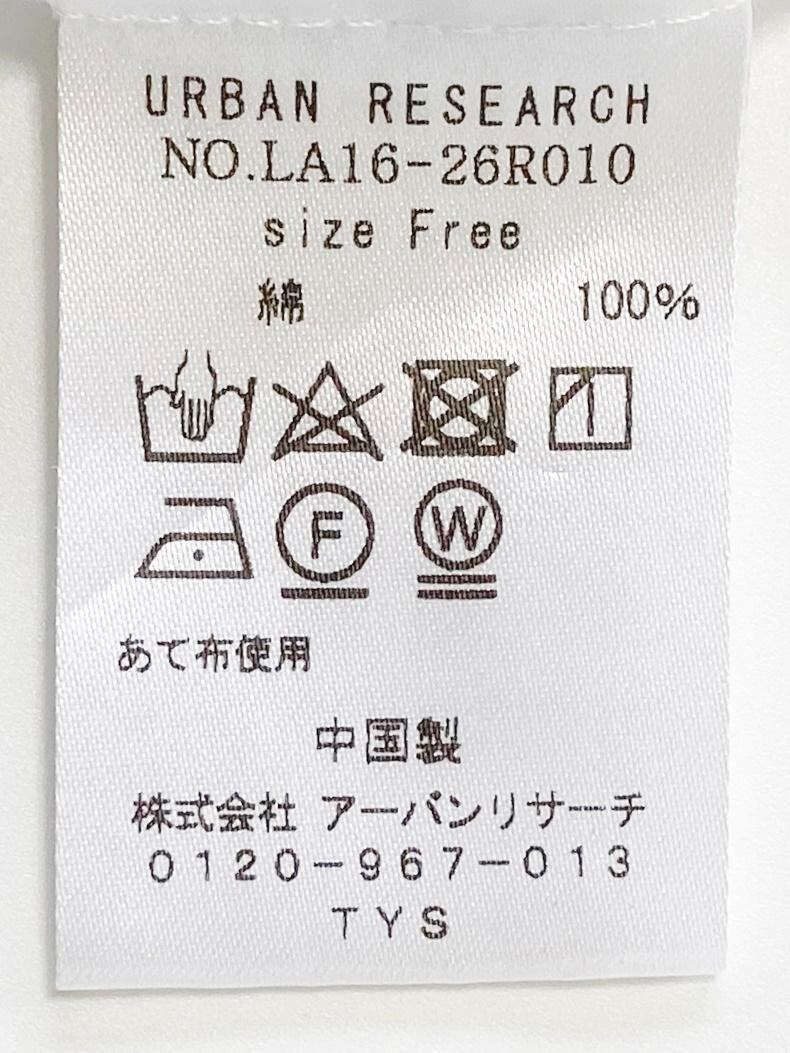 URBAN RESEARCH
NO.LA16-26R010
size Free
綿 100%
F W
あて布使用
中国製
株式会社 アーバンリサーチ
0120-967-013
TYS